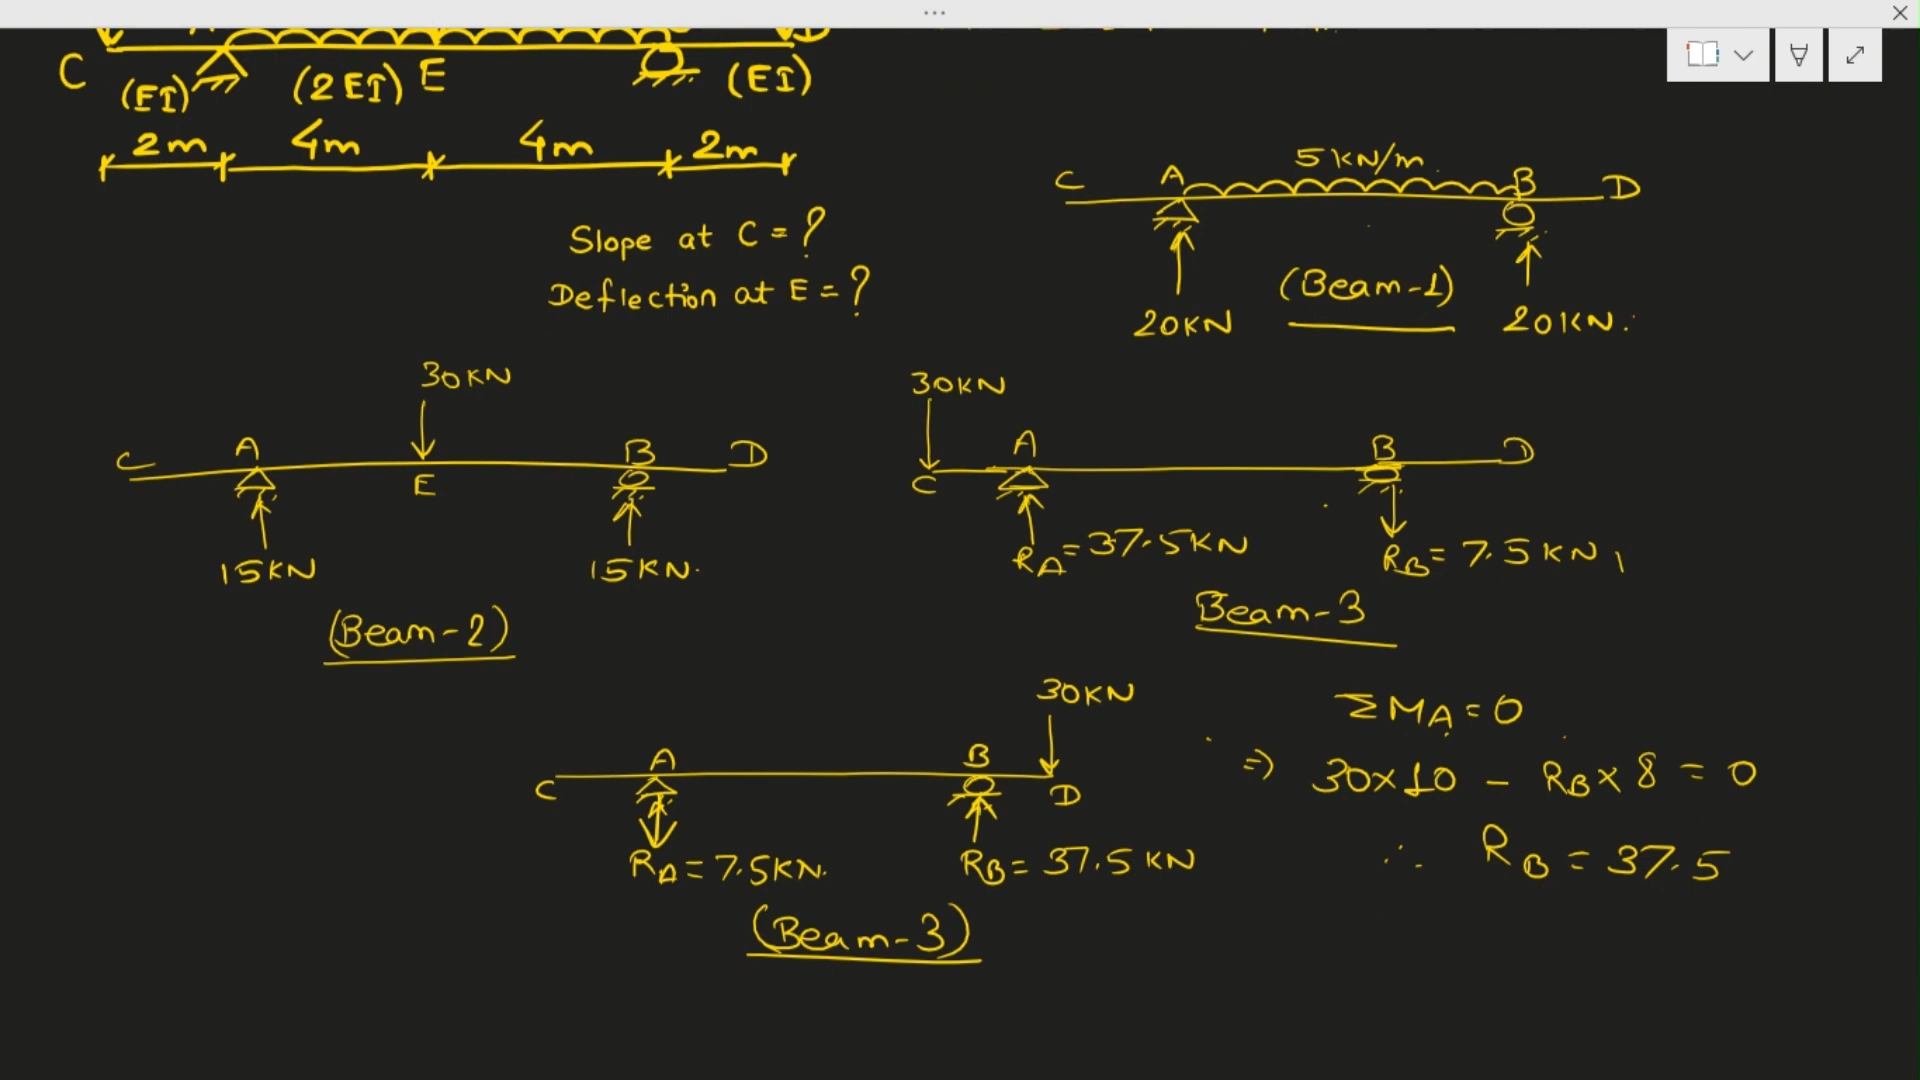 C (EI) (2EI) E (EI)
2m 4m 4m 2m
Slope at C = ?
Deflection at E = ?
5 KN/m
C A B D
20KN 20KN.
(Beam-1)
30KN
C A E B D
15KN 15KN.
(Beam-2)
30KN
C A B D
RA = 37.5KN RB = 7.5KN
Beam-3
30KN
C A B D
RA = 7.5KN. RB = 37.5 KN
(Beam-3)
ΣMA = 0
⇒ 30×10 - RB × 8 = 0
∴ RB = 37.5